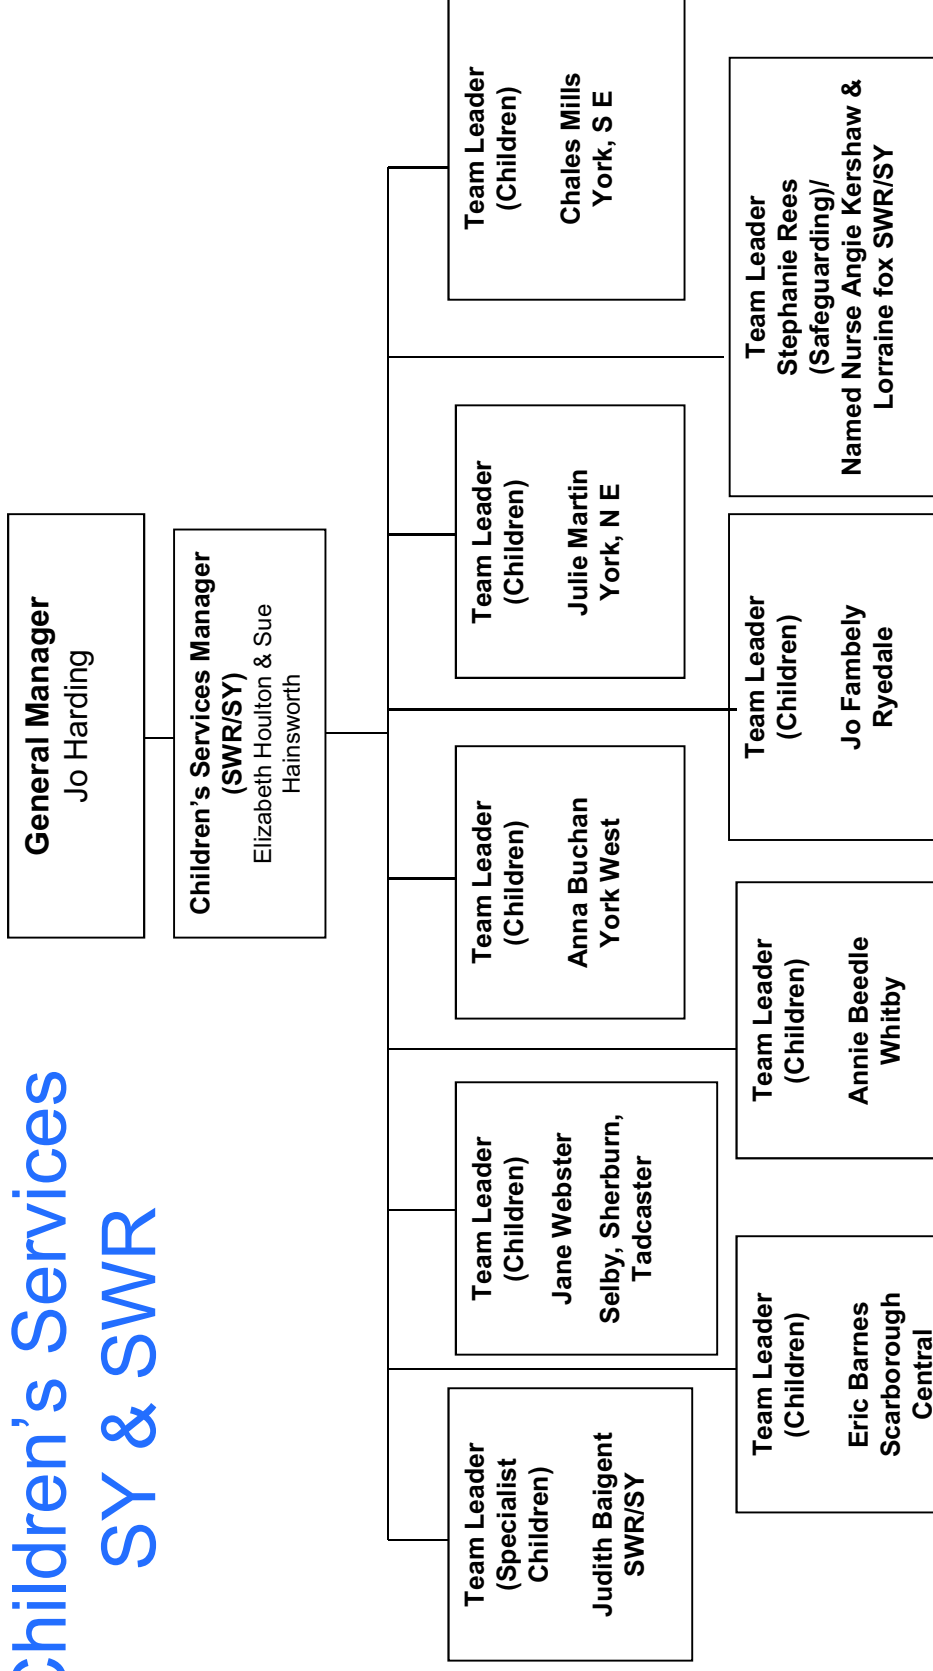 Children's Services
SY & SWR
General Manager
Jo Harding
Children's Services Manager
(SWR/SY)
Elizabeth Houlton & Sue
Hainsworth
Team Leader
(Specialist
Children)
Judith Baigent
SWR/SY
Team Leader
(Children)
Jane Webster
Selby, Sherburn,
Tadcaster
Team Leader
(Children)
Anna Buchan
York West
Team Leader
(Children)
Julie Martin
York, N E
Team Leader
(Children)
Chales Mills
York, S E
Team Leader
(Children)
Eric Barnes
Scarborough
Central
Team Leader
(Children)
Annie Beedle
Whitby
Team Leader
(Children)
Jo Fambely
Ryedale
Team Leader
Stephanie Rees
(Safeguarding)/
Named Nurse Angie Kershaw &
Lorraine fox SWR/SY